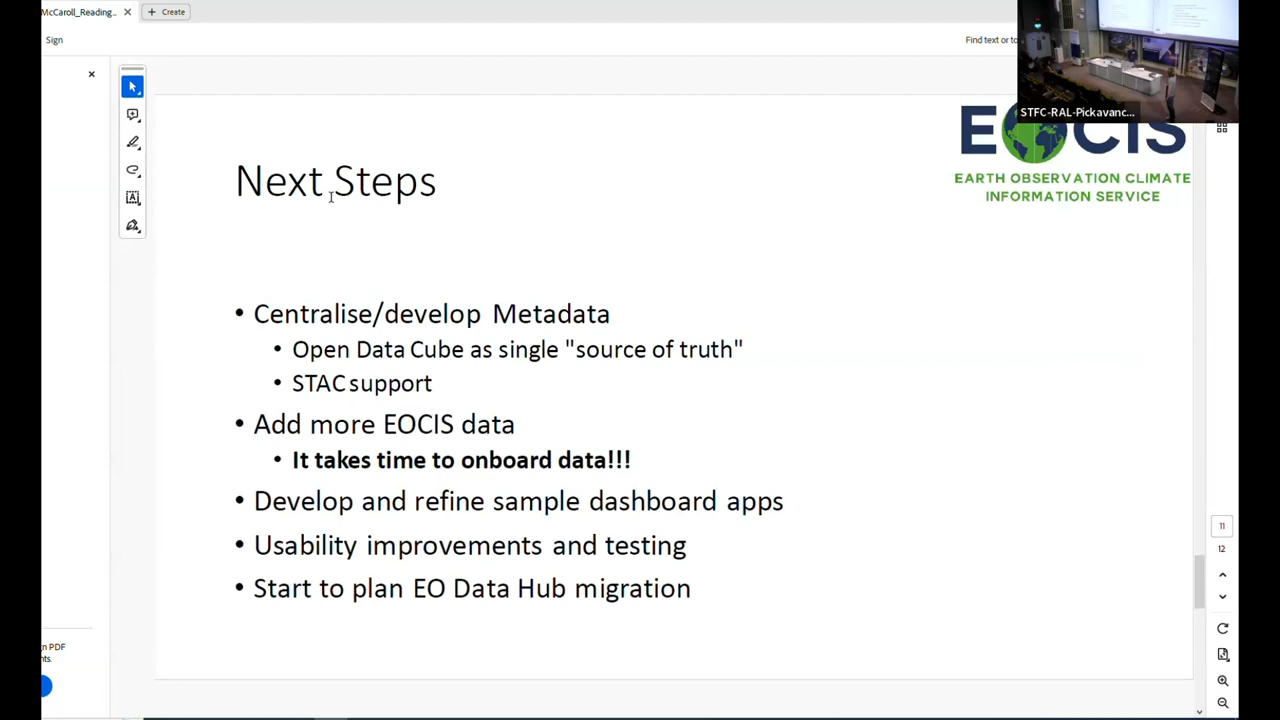 McCaroll_Reading...
Create
Sign
Find text or to
STFC-RAL-Pickavanc...
EOCIS
EARTH OBSERVATION CLIMATE
INFORMATION SERVICE
Next Steps
• Centralise/develop Metadata
• Open Data Cube as single "source of truth"
• STAC support
• Add more EOCIS data
• It takes time to onboard data!!!
• Develop and refine sample dashboard apps
• Usability improvements and testing
• Start to plan EO Data Hub migration
11
12
n PDF
nts.